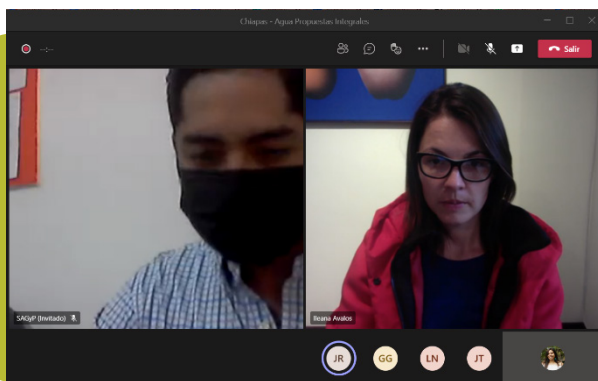 Chiapas - Agua Propuestas Integrales
--:--
Salir
SAGyP (Invitado)
Ileana Avalos
JR
GG
LN
JT